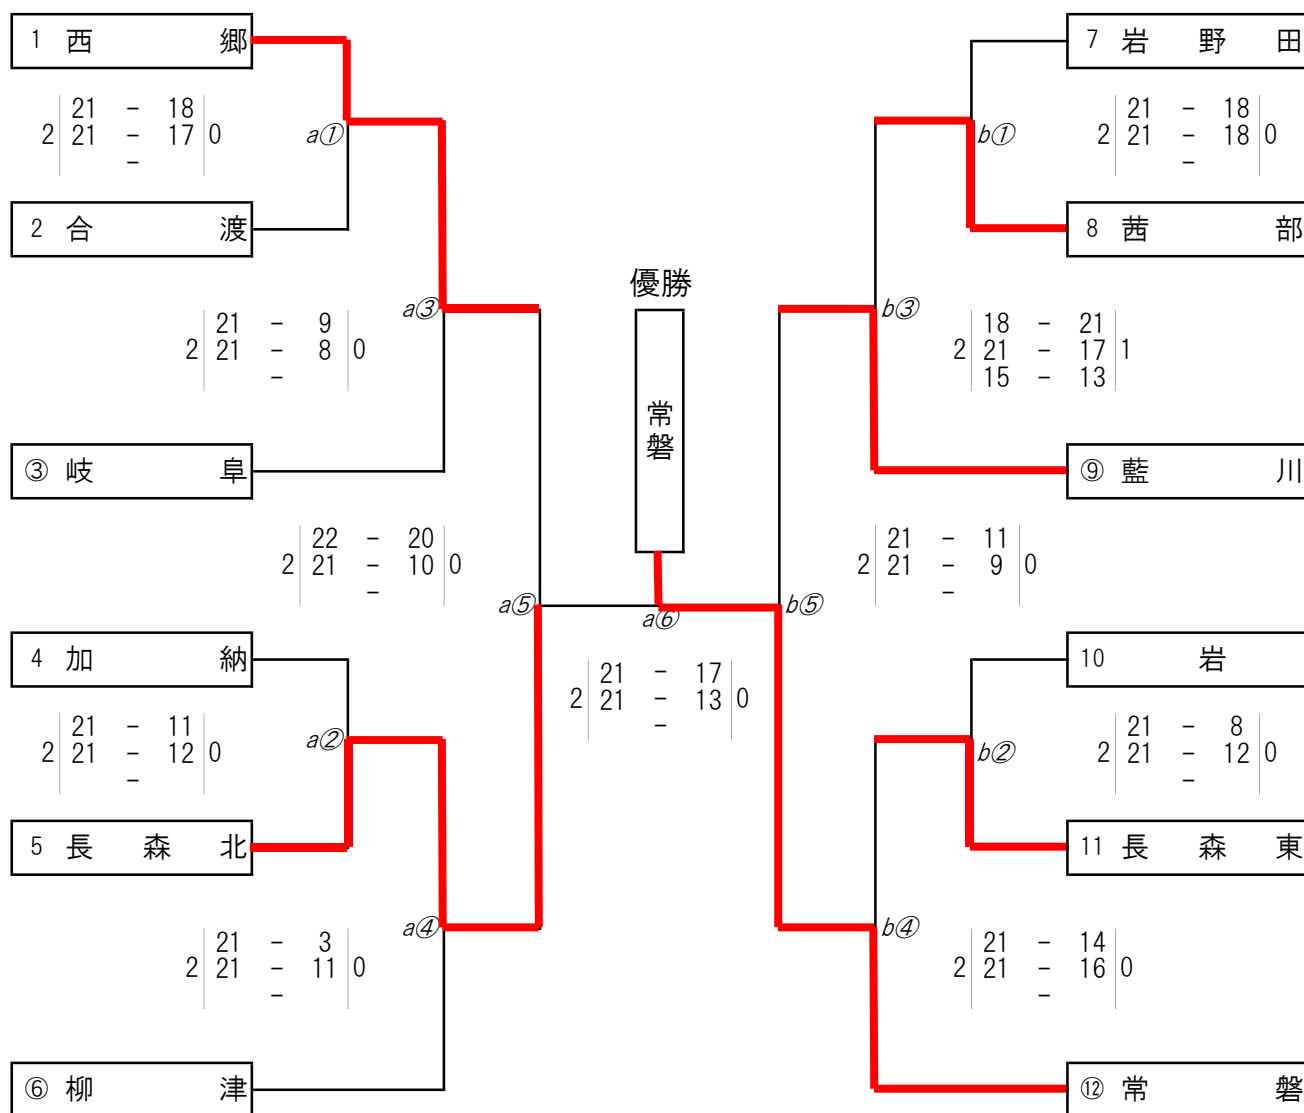 1 西郷
21 - 18
2 21 - 17 0
-
a①
2 合渡
a③
21 - 9
2 21 - 8 0
-
③ 岐阜
22 - 20
2 21 - 10 0
-
a⑤
4 加納
21 - 11
2 21 - 12 0
-
a②
5 長森北
a④
21 - 3
2 21 - 11 0
-
⑥ 柳津
優勝
常磐
a⑥
21 - 17
2 21 - 13 0
-
7 岩野田
21 - 18
2 21 - 18 0
-
b①
8 茜部
b③
18 - 21
2 21 - 17 1
15 - 13
⑨ 藍川
21 - 11
2 21 - 9 0
-
b⑤
10 岩
21 - 8
2 21 - 12 0
-
b②
11 長森東
b④
21 - 14
2 21 - 16 0
-
⑫ 常磐